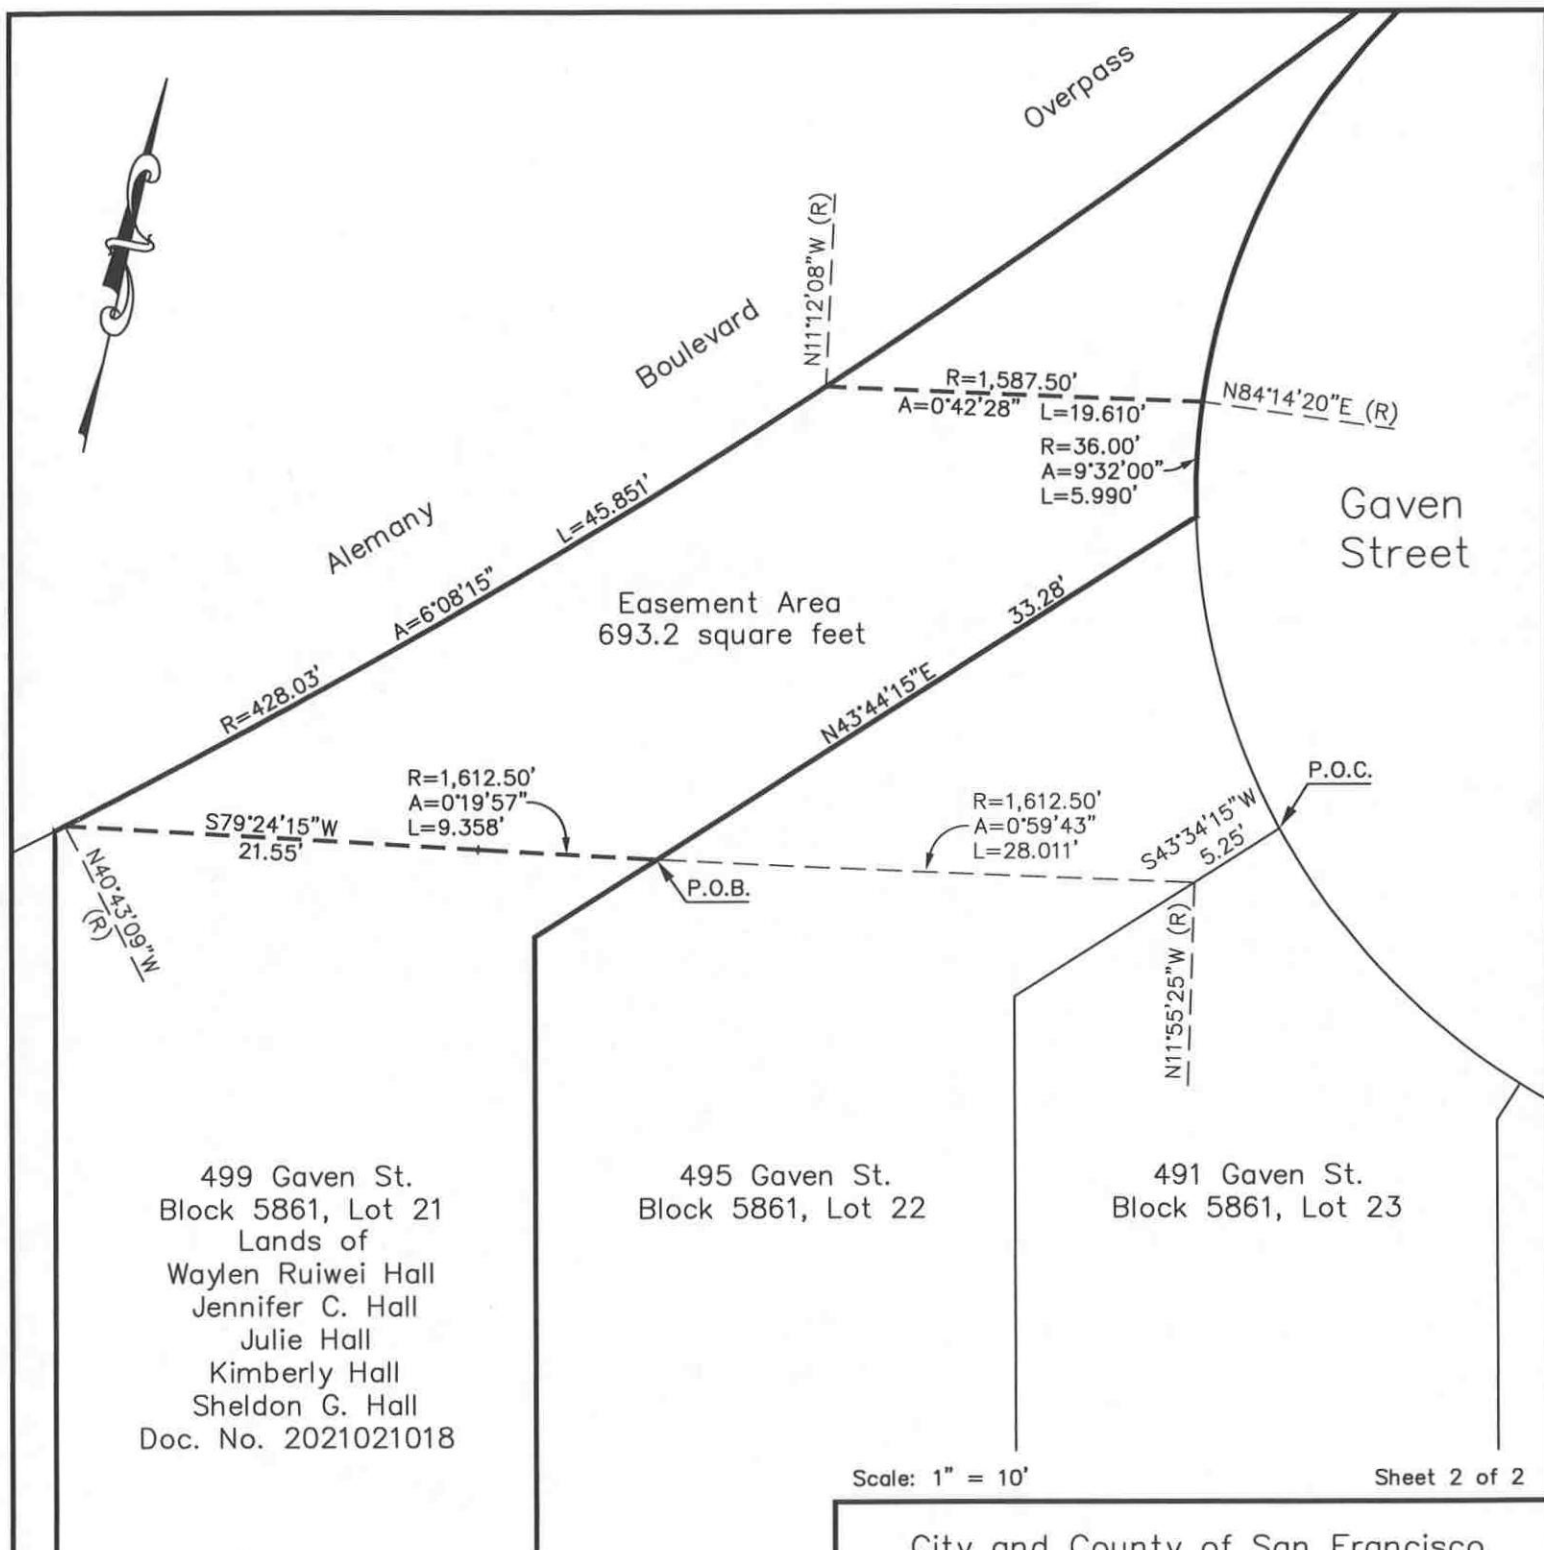 Overpass
Boulevard
Alemany
N11°12'08"W (R)
R=1,587.50'
A=0°42'28" L=19.610'
N84°14'20"E (R)
R=36.00'
A=9°32'00"
L=5.990'
Gaven
Street
L=45.851'
A=6°08'15"
R=428.03'
Easement Area
693.2 square feet
33.28'
N43°44'15"E
R=1,612.50'
A=0°19'57"
L=9.358'
S79°24'15"W
21.55'
N40°43'09"W
(R)
P.O.B.
R=1,612.50'
A=0°59'43"
L=28.011'
S43°34'15"W
5.25'
P.O.C.
N11°55'25"W (R)
499 Gaven St.
Block 5861, Lot 21
Lands of
Waylen Ruiwei Hall
Jennifer C. Hall
Julie Hall
Kimberly Hall
Sheldon G. Hall
Doc. No. 2021021018
495 Gaven St.
Block 5861, Lot 22
491 Gaven St.
Block 5861, Lot 23
Scale: 1" = 10'
Sheet 2 of 2
City and County of San Francisco